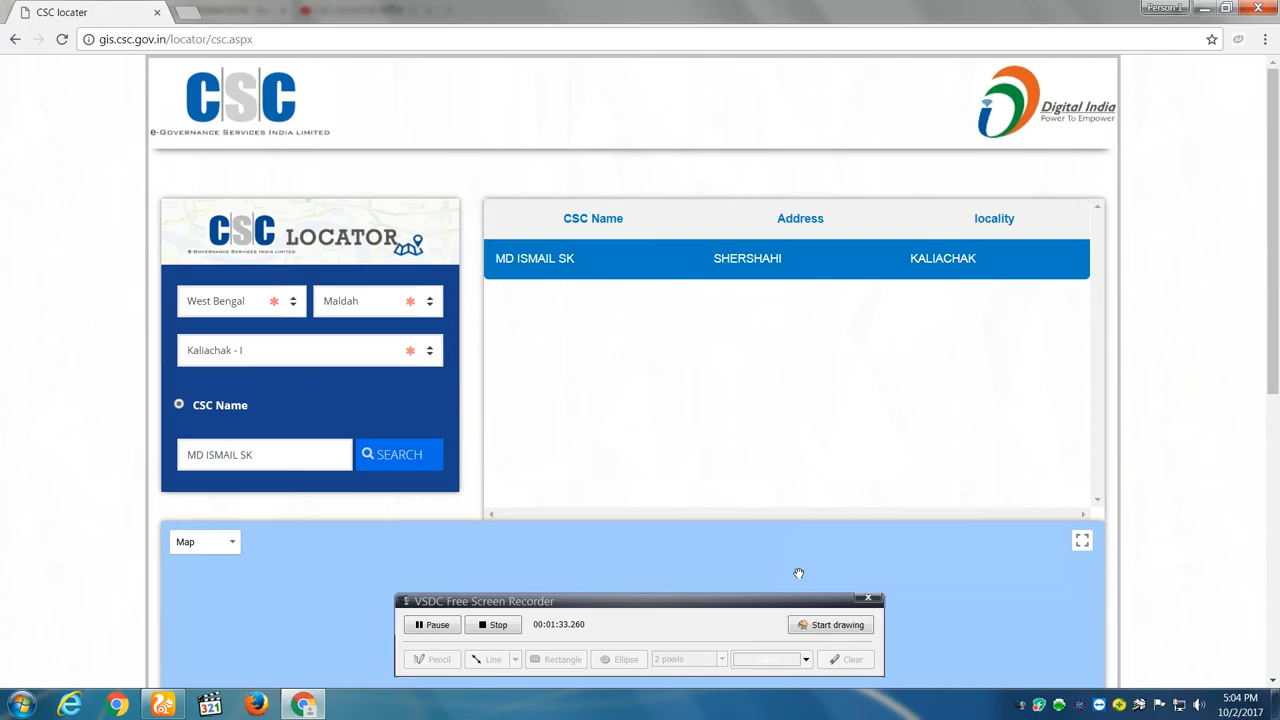 CSC locater
Person 1
gis.csc.gov.in/locator/csc.aspx
CSC
e-GOVERNANCE SERVICES INDIA LIMITED
Digital India
Power To Empower
CSC LOCATOR
e-GOVERNANCE SERVICES INDIA LIMITED
CSC Name Address locality
MD ISMAIL SK SHERSHAHI KALIACHAK
West Bengal * Maldah *
Kaliachak - I *
CSC Name
MD ISMAIL SK SEARCH
Map
VSDC Free Screen Recorder
Pause Stop 00:01:33.260 Start drawing
Pencil Line Rectangle Ellipse 2 pixels Clear
321
5:04 PM
10/2/2017